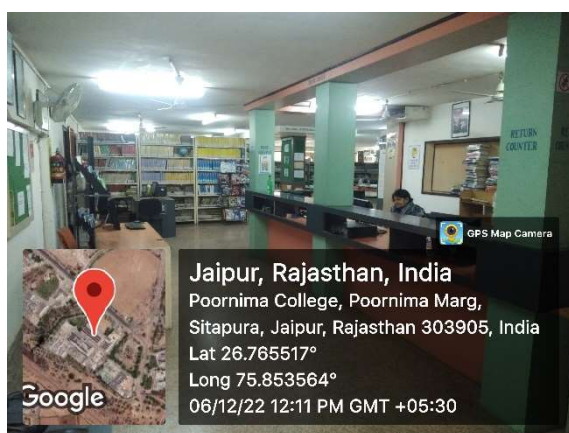 RETURN
COUNTER
GPS Map Camera
Jaipur, Rajasthan, India
Poornima College, Poornima Marg,
Sitapura, Jaipur, Rajasthan 303905, India
Lat 26.765517°
Long 75.853564°
06/12/22 12:11 PM GMT +05:30
Google